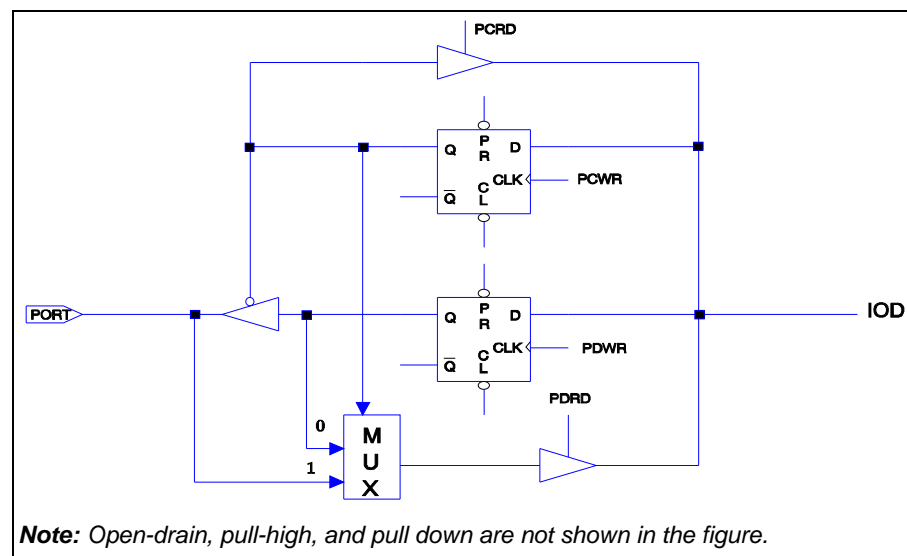 PCRD
Q
P
R
D
CLK
PCWR
Q̅
C
L
PORT
Q
P
R
D
IOD
CLK
PDWR
Q̅
C
L
PDRD
0
1
M
U
X
Note: Open-drain, pull-high, and pull down are not shown in the figure.